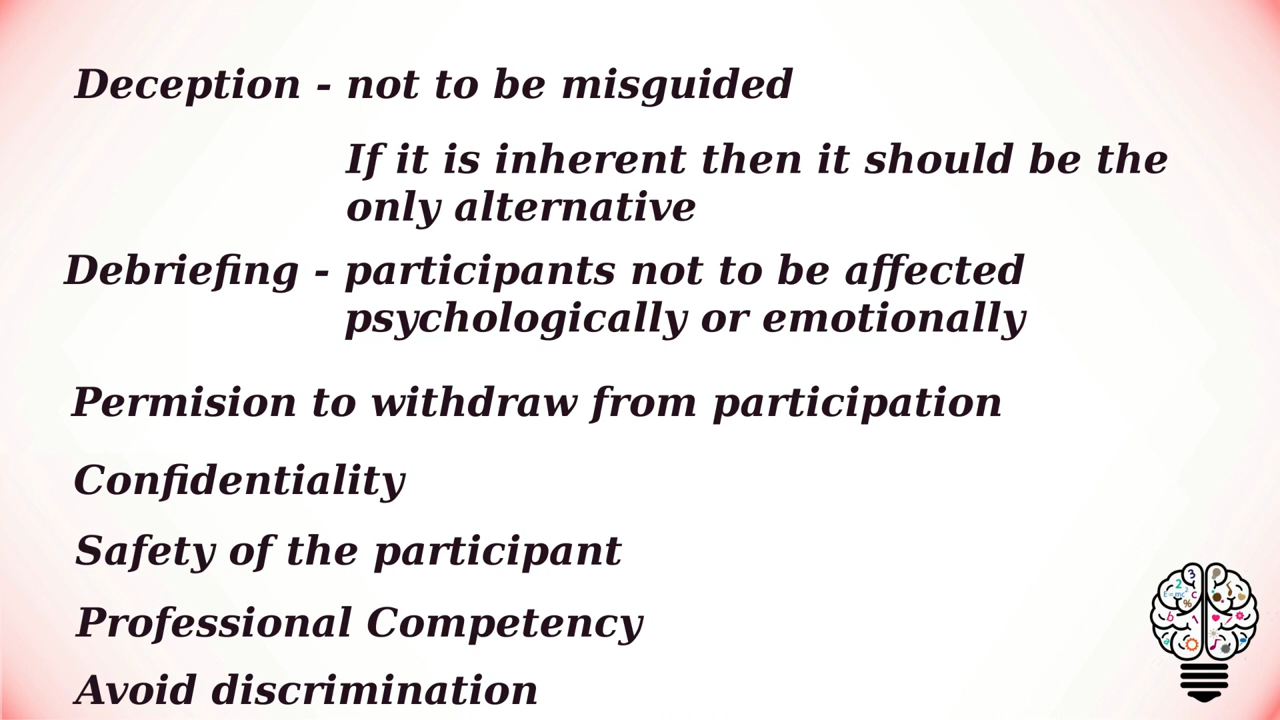 Deception - not to be misguided
If it is inherent then it should be the
only alternative
Debriefing - participants not to be affected
psychologically or emotionally
Permision to withdraw from participation
Confidentiality
Safety of the participant
Professional Competency
Avoid discrimination